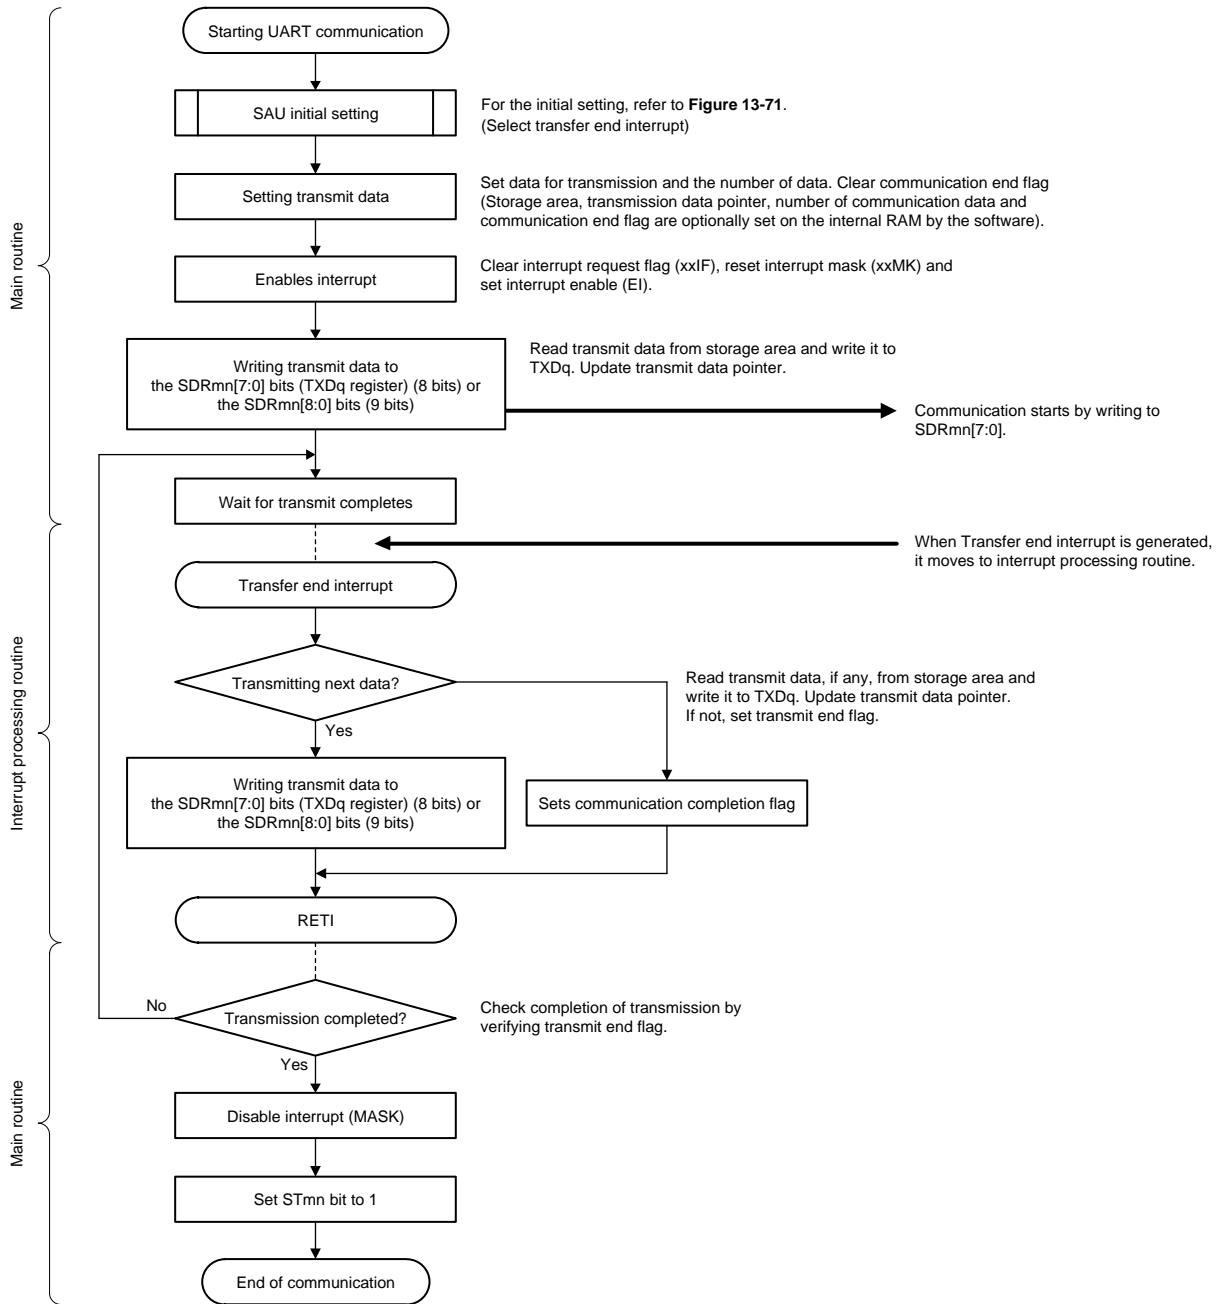 Starting UART communication
SAU initial setting
For the initial setting, refer to Figure 13-71.
(Select transfer end interrupt)
Setting transmit data
Set data for transmission and the number of data. Clear communication end flag
(Storage area, transmission data pointer, number of communication data and
communication end flag are optionally set on the internal RAM by the software).
Main routine
Enables interrupt
Clear interrupt request flag (xxIF), reset interrupt mask (xxMK) and
set interrupt enable (EI).
Writing transmit data to
the SDRmn[7:0] bits (TXDq register) (8 bits) or
the SDRmn[8:0] bits (9 bits)
Read transmit data from storage area and write it to
TXDq. Update transmit data pointer.
Communication starts by writing to
SDRmn[7:0].
Wait for transmit completes
When Transfer end interrupt is generated,
it moves to interrupt processing routine.
Transfer end interrupt
Interrupt processing routine
Transmitting next data?
Read transmit data, if any, from storage area and
write it to TXDq. Update transmit data pointer.
If not, set transmit end flag.
Yes
Writing transmit data to
the SDRmn[7:0] bits (TXDq register) (8 bits) or
the SDRmn[8:0] bits (9 bits)
Sets communication completion flag
RETI
No
Transmission completed?
Check completion of transmission by
verifying transmit end flag.
Yes
Main routine
Disable interrupt (MASK)
Set STmn bit to 1
End of communication